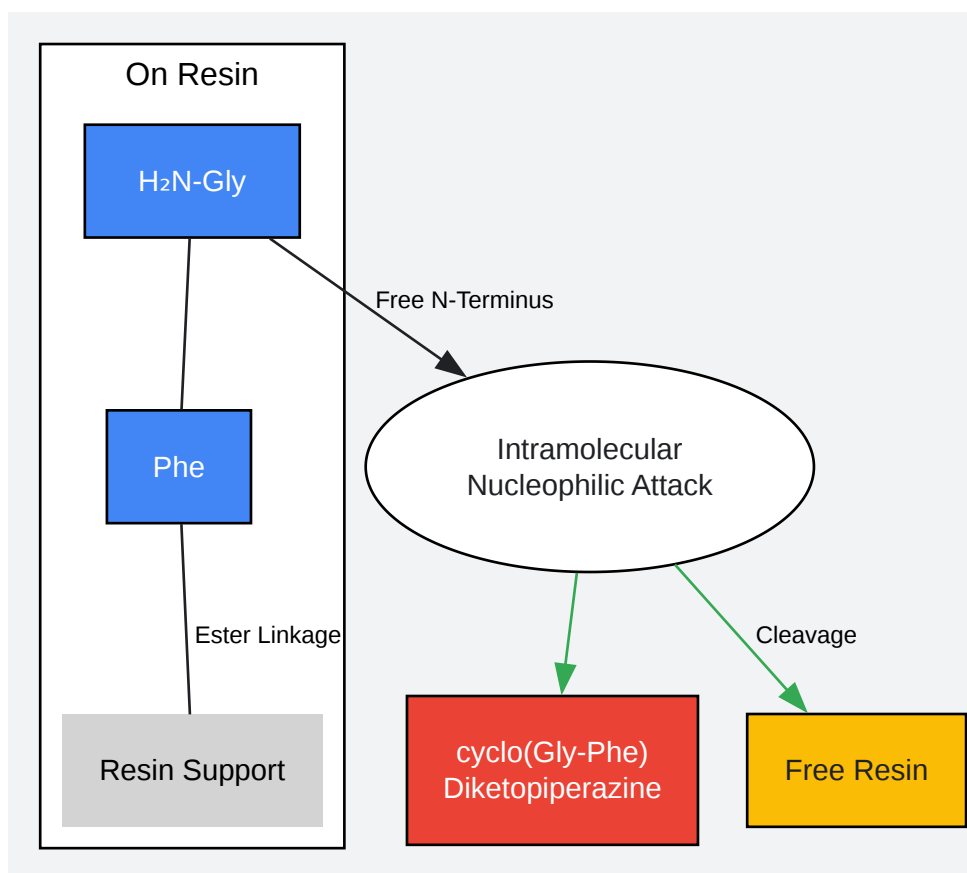 On Resin
H₂N-Gly
Free N-Terminus
Phe
Intramolecular
Nucleophilic Attack
Ester Linkage
Cleavage
Resin Support
cyclo(Gly-Phe)
Diketopiperazine
Free Resin